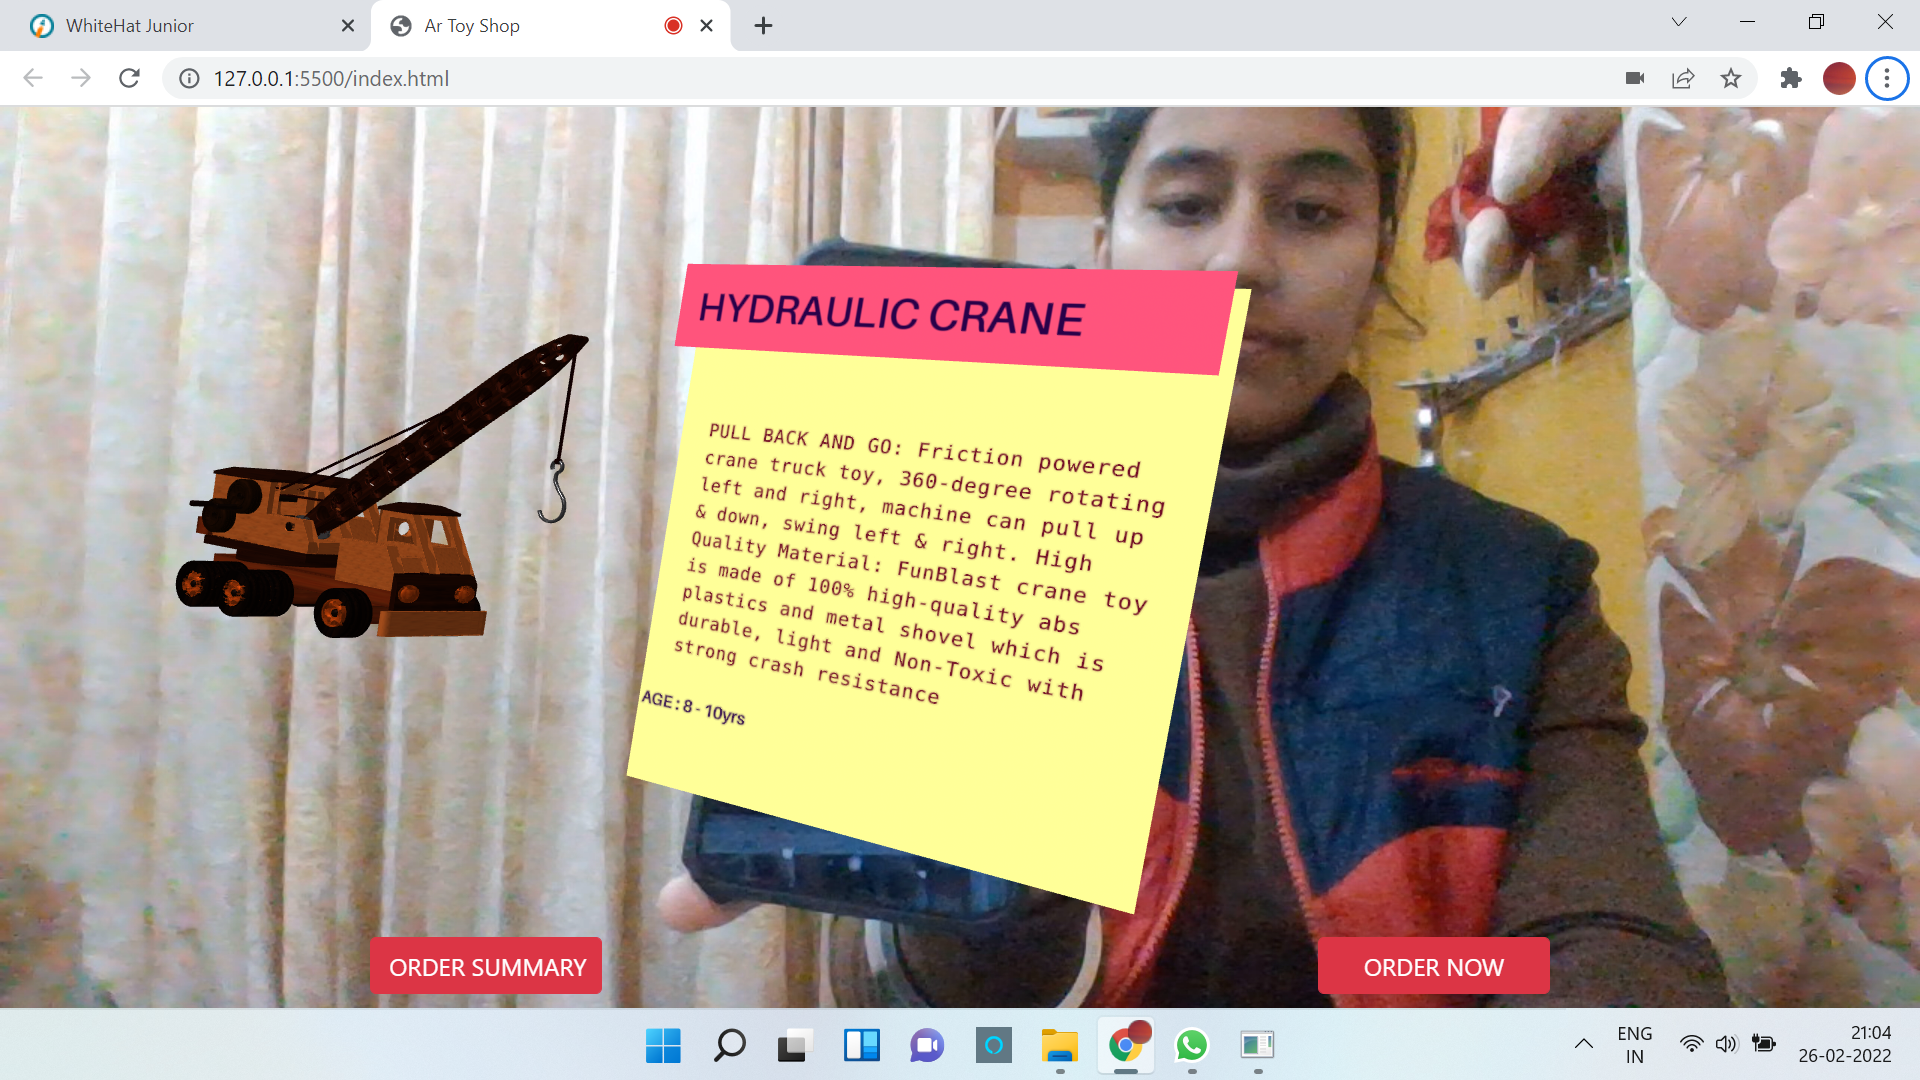 WhiteHat Junior
Ar Toy Shop
127.0.0.1:5500/index.html
HYDRAULIC CRANE
PULL BACK AND GO: Friction powered
crane truck toy, 360-degree rotating
left and right, machine can pull up
& down, swing left & right. High
Quality Material: FunBlast crane toy
is made of 100% high-quality abs
plastics and metal shovel which is
durable, light and Non-Toxic with
strong crash resistance
AGE:8-10yrs
ORDER SUMMARY
ORDER NOW
ENG
IN
21:04
26-02-2022